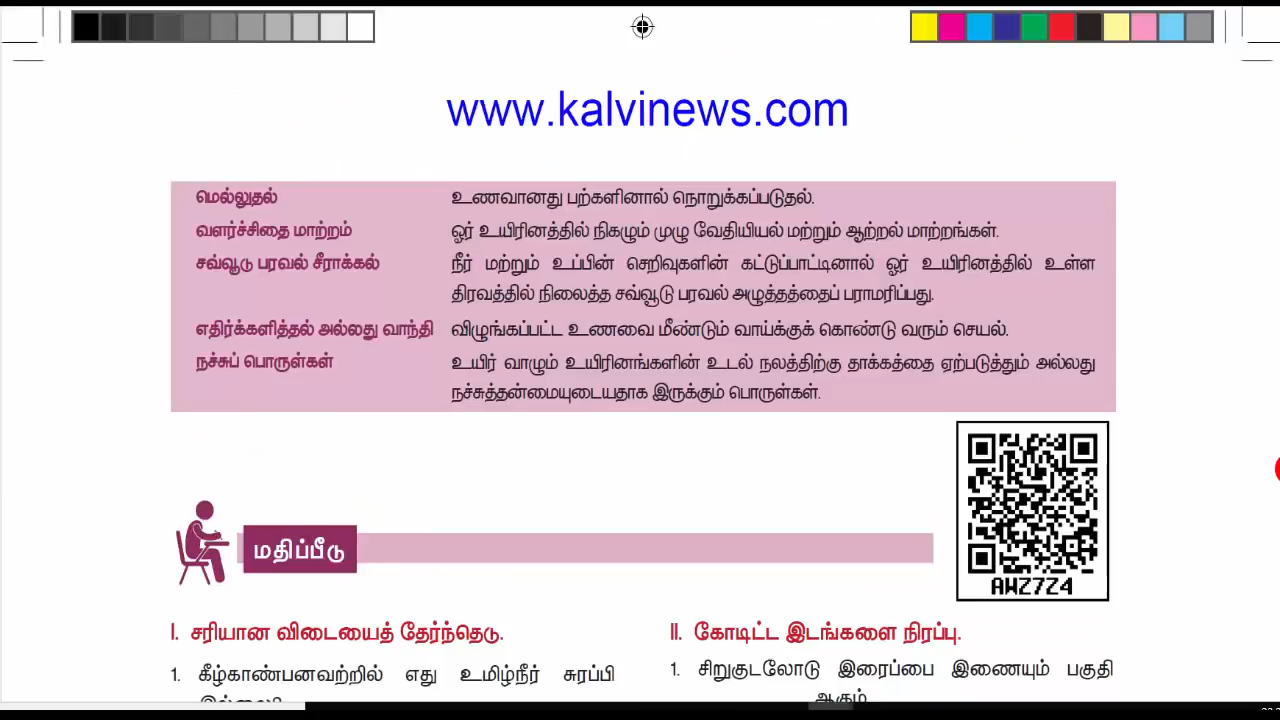 www.kalvinews.com
மெல்லுதல் உணவானது பற்களினால் நொறுக்கப்படுதல்.
வளர்ச்சிதை மாற்றம் ஓர் உயிரினத்தில் நிகழும் முழு வேதியியல் மற்றும் ஆற்றல் மாற்றங்கள்.
சவ்வூடு பரவல் சீராக்கல் நீர் மற்றும் உப்பின் செறிவுகளின் கட்டுப்பாட்டினால் ஓர் உயிரினத்தில் உள்ள
திரவத்தில் நிலைத்த சவ்வூடு பரவல் அழுத்தத்தைப் பராமரிப்பது.
எதிர்க்களித்தல் அல்லது வாந்தி விழுங்கப்பட்ட உணவை மீண்டும் வாய்க்குக் கொண்டு வரும் செயல்.
நச்சுப் பொருள்கள் உயிர் வாழும் உயிரினங்களின் உடல் நலத்திற்கு தாக்கத்தை ஏற்படுத்தும் அல்லது
நச்சுத்தன்மையுடையதாக இருக்கும் பொருள்கள்.
AWZ7Z4
மதிப்பீடு
I. சரியான விடையைத் தேர்ந்தெடு.
1. கீழ்காண்பனவற்றில் எது உமிழ்நீர் சுரப்பி
II. கோடிட்ட இடங்களை நிரப்பு.
1. சிறுகுடலோடு இரைப்பை இணையும் பகுதி
ஆகும்